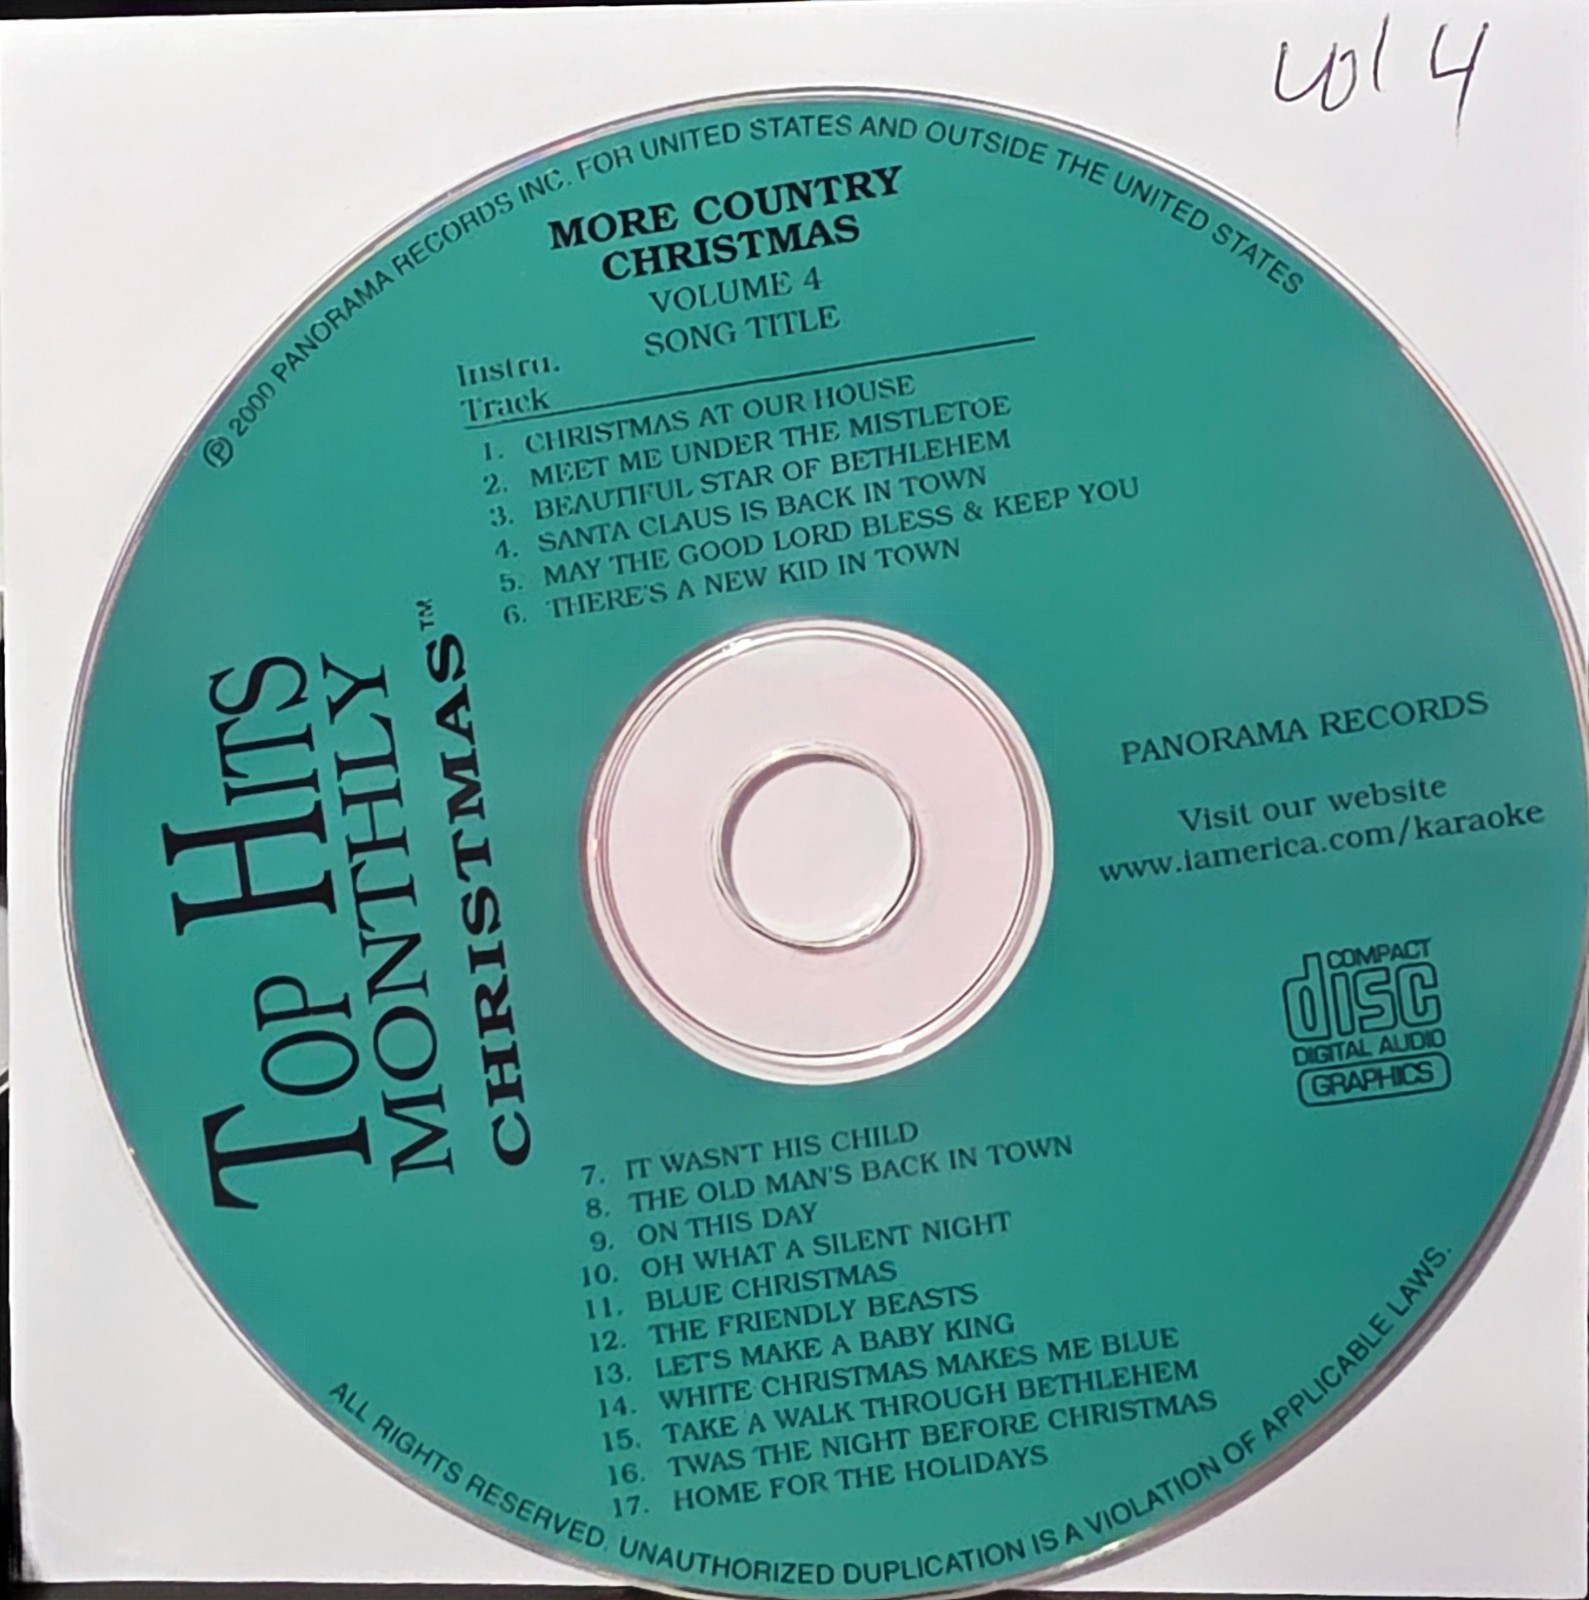 vol 4
℗ 2000 PANORAMA RECORDS INC. FOR UNITED STATES AND OUTSIDE THE UNITED STATES
MORE COUNTRY
CHRISTMAS
VOLUME 4
SONG TITLE
Instru.
Track
1. CHRISTMAS AT OUR HOUSE
2. MEET ME UNDER THE MISTLETOE
3. BEAUTIFUL STAR OF BETHLEHEM
4. SANTA CLAUS IS BACK IN TOWN
5. MAY THE GOOD LORD BLESS & KEEP YOU
6. THERE'S A NEW KID IN TOWN
TOP HITS
MONTHLY
CHRISTMAS™
PANORAMA RECORDS
Visit our website
www.iamerica.com/karaoke
COMPACT
disc
DIGITAL AUDIO
GRAPHICS
7. IT WASN'T HIS CHILD
8. THE OLD MAN'S BACK IN TOWN
9. ON THIS DAY
10. OH WHAT A SILENT NIGHT
11. BLUE CHRISTMAS
12. THE FRIENDLY BEASTS
13. LET'S MAKE A BABY KING
14. WHITE CHRISTMAS MAKES ME BLUE
15. TAKE A WALK THROUGH BETHLEHEM
16. TWAS THE NIGHT BEFORE CHRISTMAS
17. HOME FOR THE HOLIDAYS
ALL RIGHTS RESERVED. UNAUTHORIZED DUPLICATION IS A VIOLATION OF APPLICABLE LAWS.